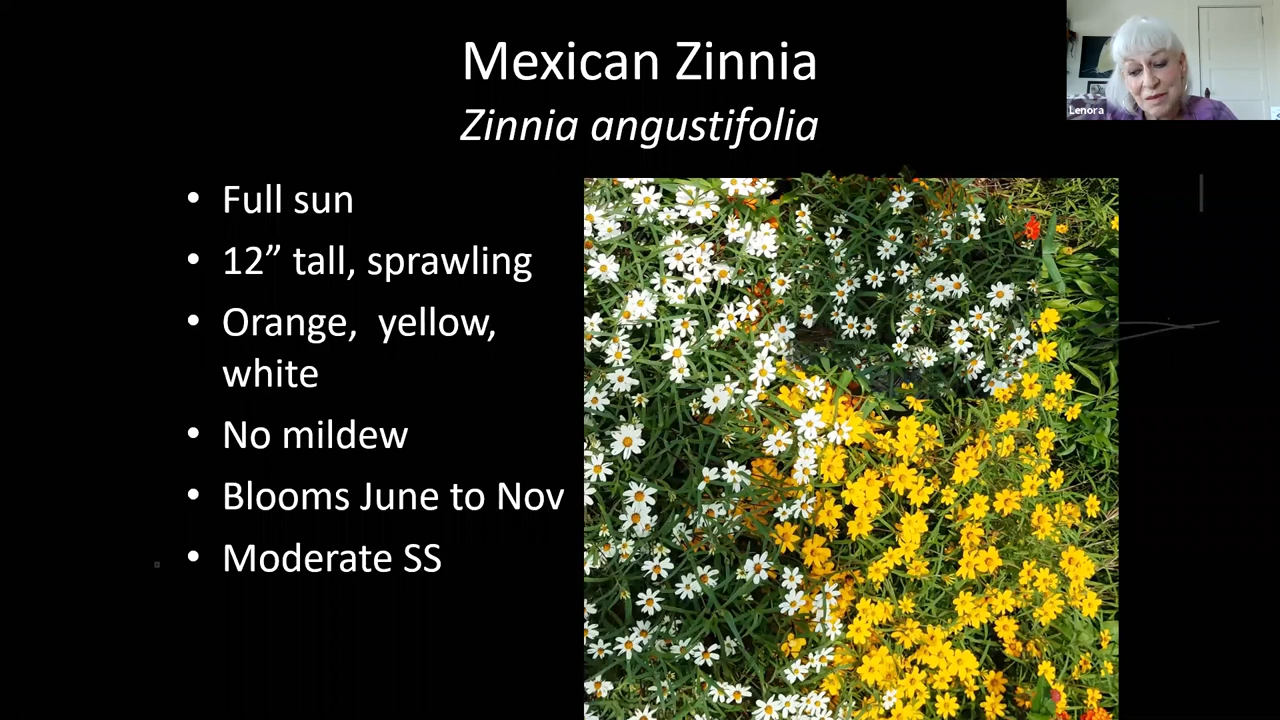 Mexican Zinnia
Zinnia angustifolia
Lenora
• Full sun
• 12” tall, sprawling
• Orange,  yellow,
white
• No mildew
• Blooms June to Nov
• Moderate SS